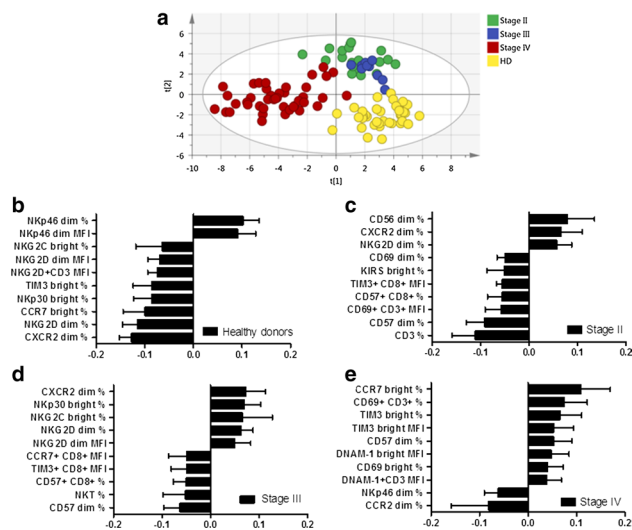 a
Stage II
Stage III
Stage IV
HD
6
4
2
0
-2
-4
-6
t[2]
-10 -8 -6 -4 -2 0 2 4 6 8
t[1]
b
NKp46 dim %
NKp46 dim MFI
NKG2C bright %
NKG2D dim MFI
NKG2D+CD3 MFI
TIM3 bright %
NKp30 bright %
CCR7 bright %
NKG2D dim %
CXCR2 dim %
Healthy donors
-0.2 -0.1 0.0 0.1 0.2
c
CD56 dim %
CXCR2 dim %
NKG2D dim %
CD69 dim %
KIRS bright %
TIM3+ CD8+ MFI
CD57+ CD8+ %
CD69+ CD3+ MFI
CD57 dim %
CD3 %
Stage II
-0.2 -0.1 0.0 0.1 0.2
d
CXCR2 dim %
NKp30 bright %
NKG2C bright %
NKG2D dim %
NKG2D dim MFI
CCR7+ CD8+ MFI
TIM3+ CD8+ MFI
CD57+ CD8+ %
NKT %
CD57 dim %
Stage III
-0.2 -0.1 0.0 0.1 0.2
e
CCR7 bright %
CD69+ CD3+ %
TIM3 bright %
TIM3 bright MFI
CD57 dim %
DNAM-1 bright MFI
CD69 bright %
DNAM-1+CD3 MFI
NKp46 dim %
CCR2 dim %
Stage IV
-0.2 -0.1 0.0 0.1 0.2